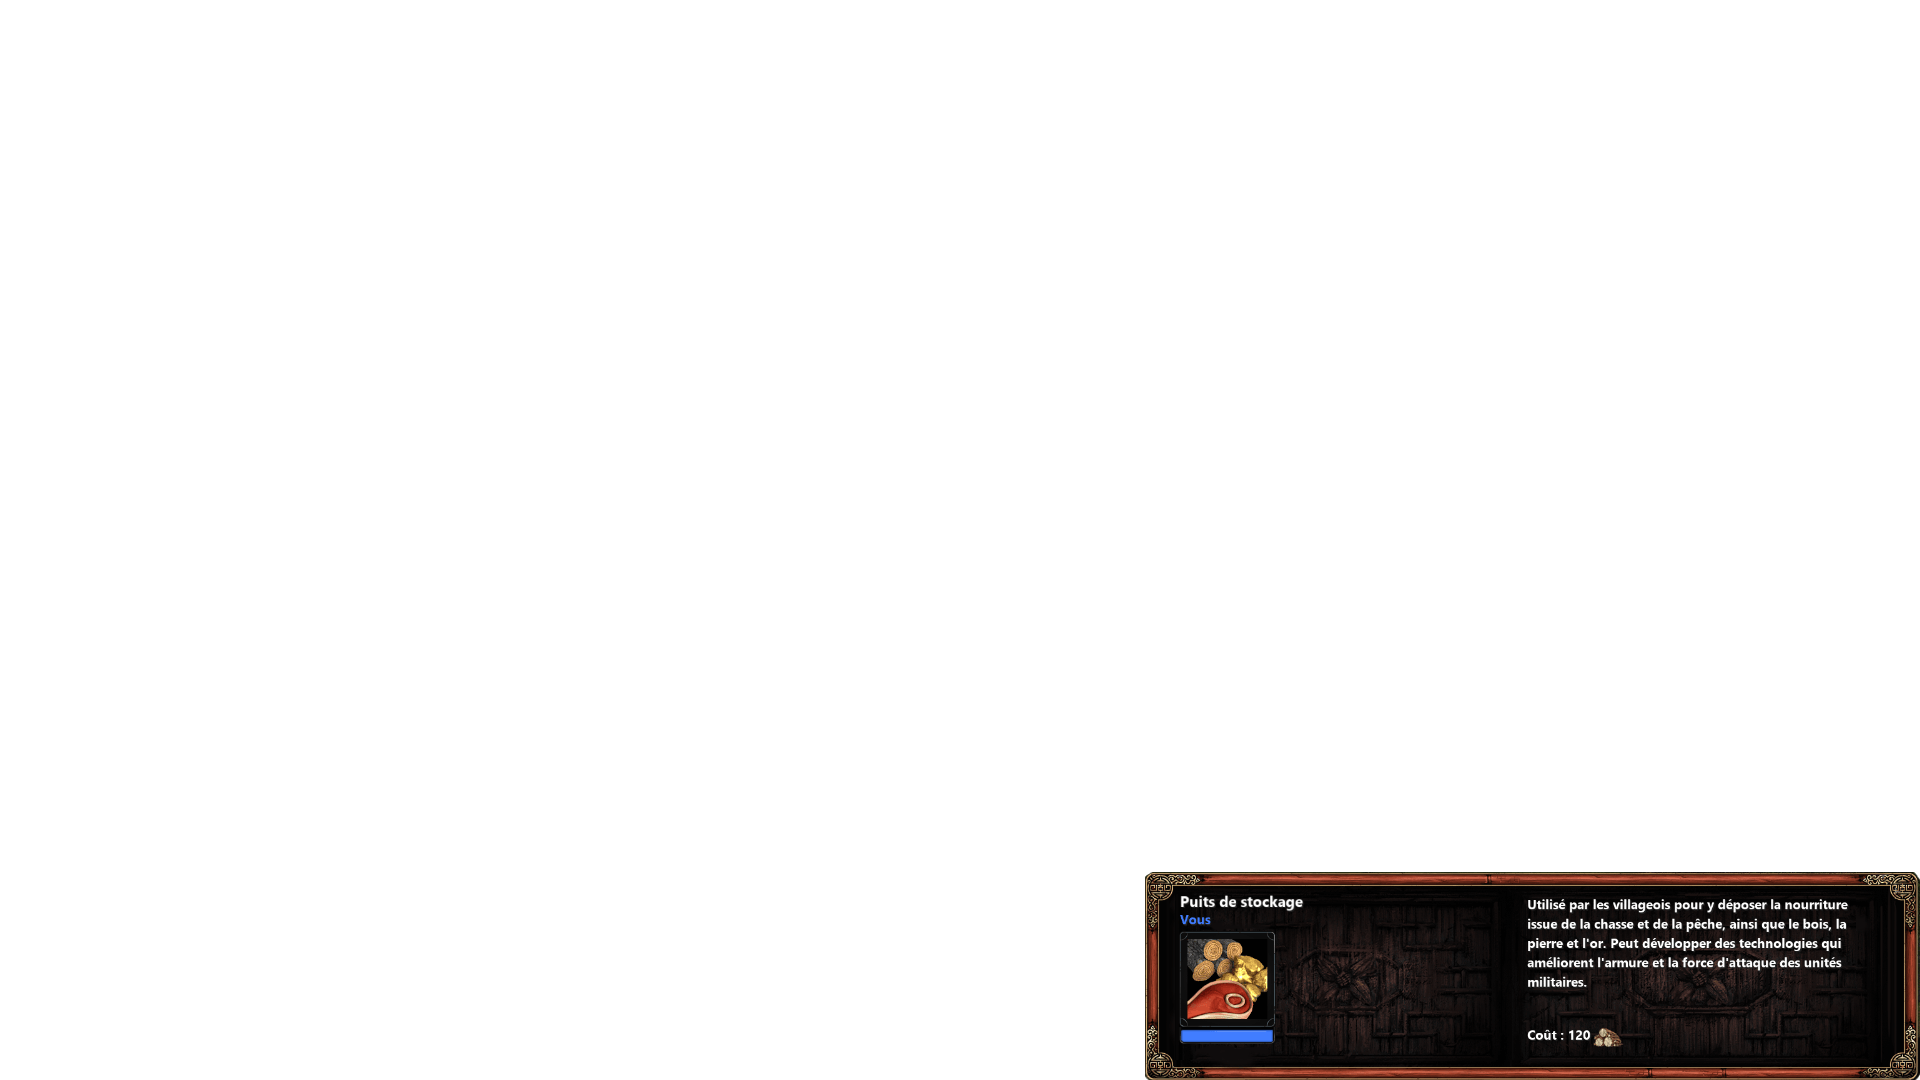 Puits de stockage
Vous
Utilisé par les villageois pour y déposer la nourriture
issue de la chasse et de la pêche, ainsi que le bois, la
pierre et l'or. Peut développer des technologies qui
améliorent l'armure et la force d'attaque des unités
militaires.
Coût : 120